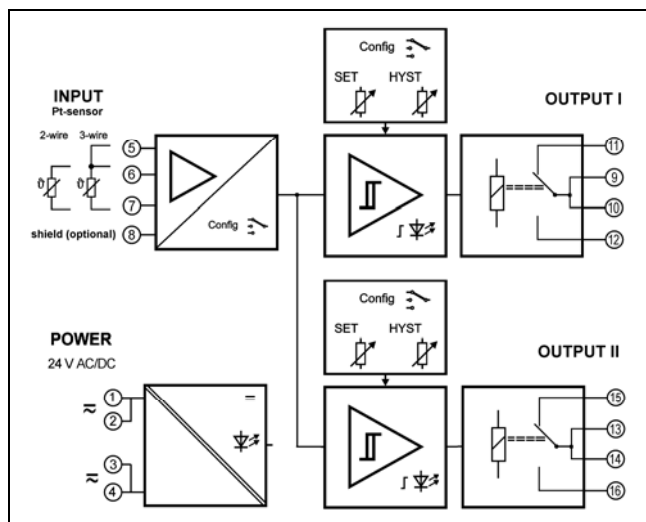 Config
SET HYST
INPUT
Pt-sensor
2-wire 3-wire
ϑ ϑ
5
6
7
shield (optional) 8
Config
OUTPUT I
11
9
10
12
Config
SET HYST
POWER
24 V AC/DC
1
2
3
4
OUTPUT II
15
13
14
16